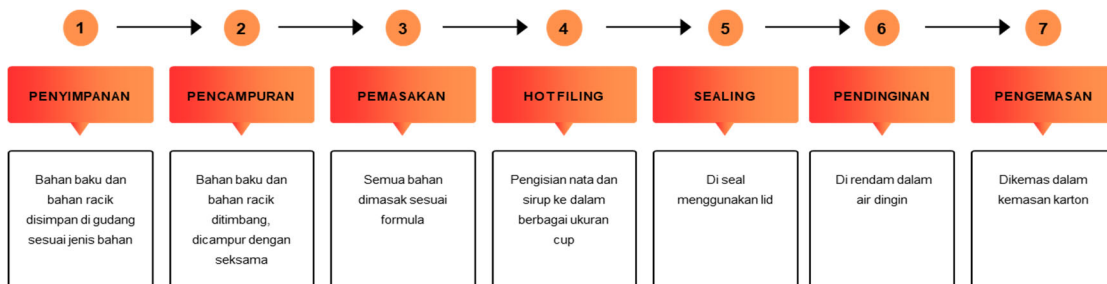 1
2
3
4
5
6
7
PENYIMPANAN
PENCAMPURAN
PEMASAKAN
HOTFILING
SEALING
PENDINGINAN
PENGEMASAN
Bahan baku dan
bahan racik
disimpan di gudang
sesuai jenis bahan
Bahan baku dan
bahan racik
ditimbang,
dicampur dengan
seksama
Semua bahan
dimasak sesuai
formula
Pengisian nata dan
sirup ke dalam
berbagai ukuran
cup
Di seal
menggunakan lid
Di rendam dalam
air dingin
Dikemas dalam
kemasan karton